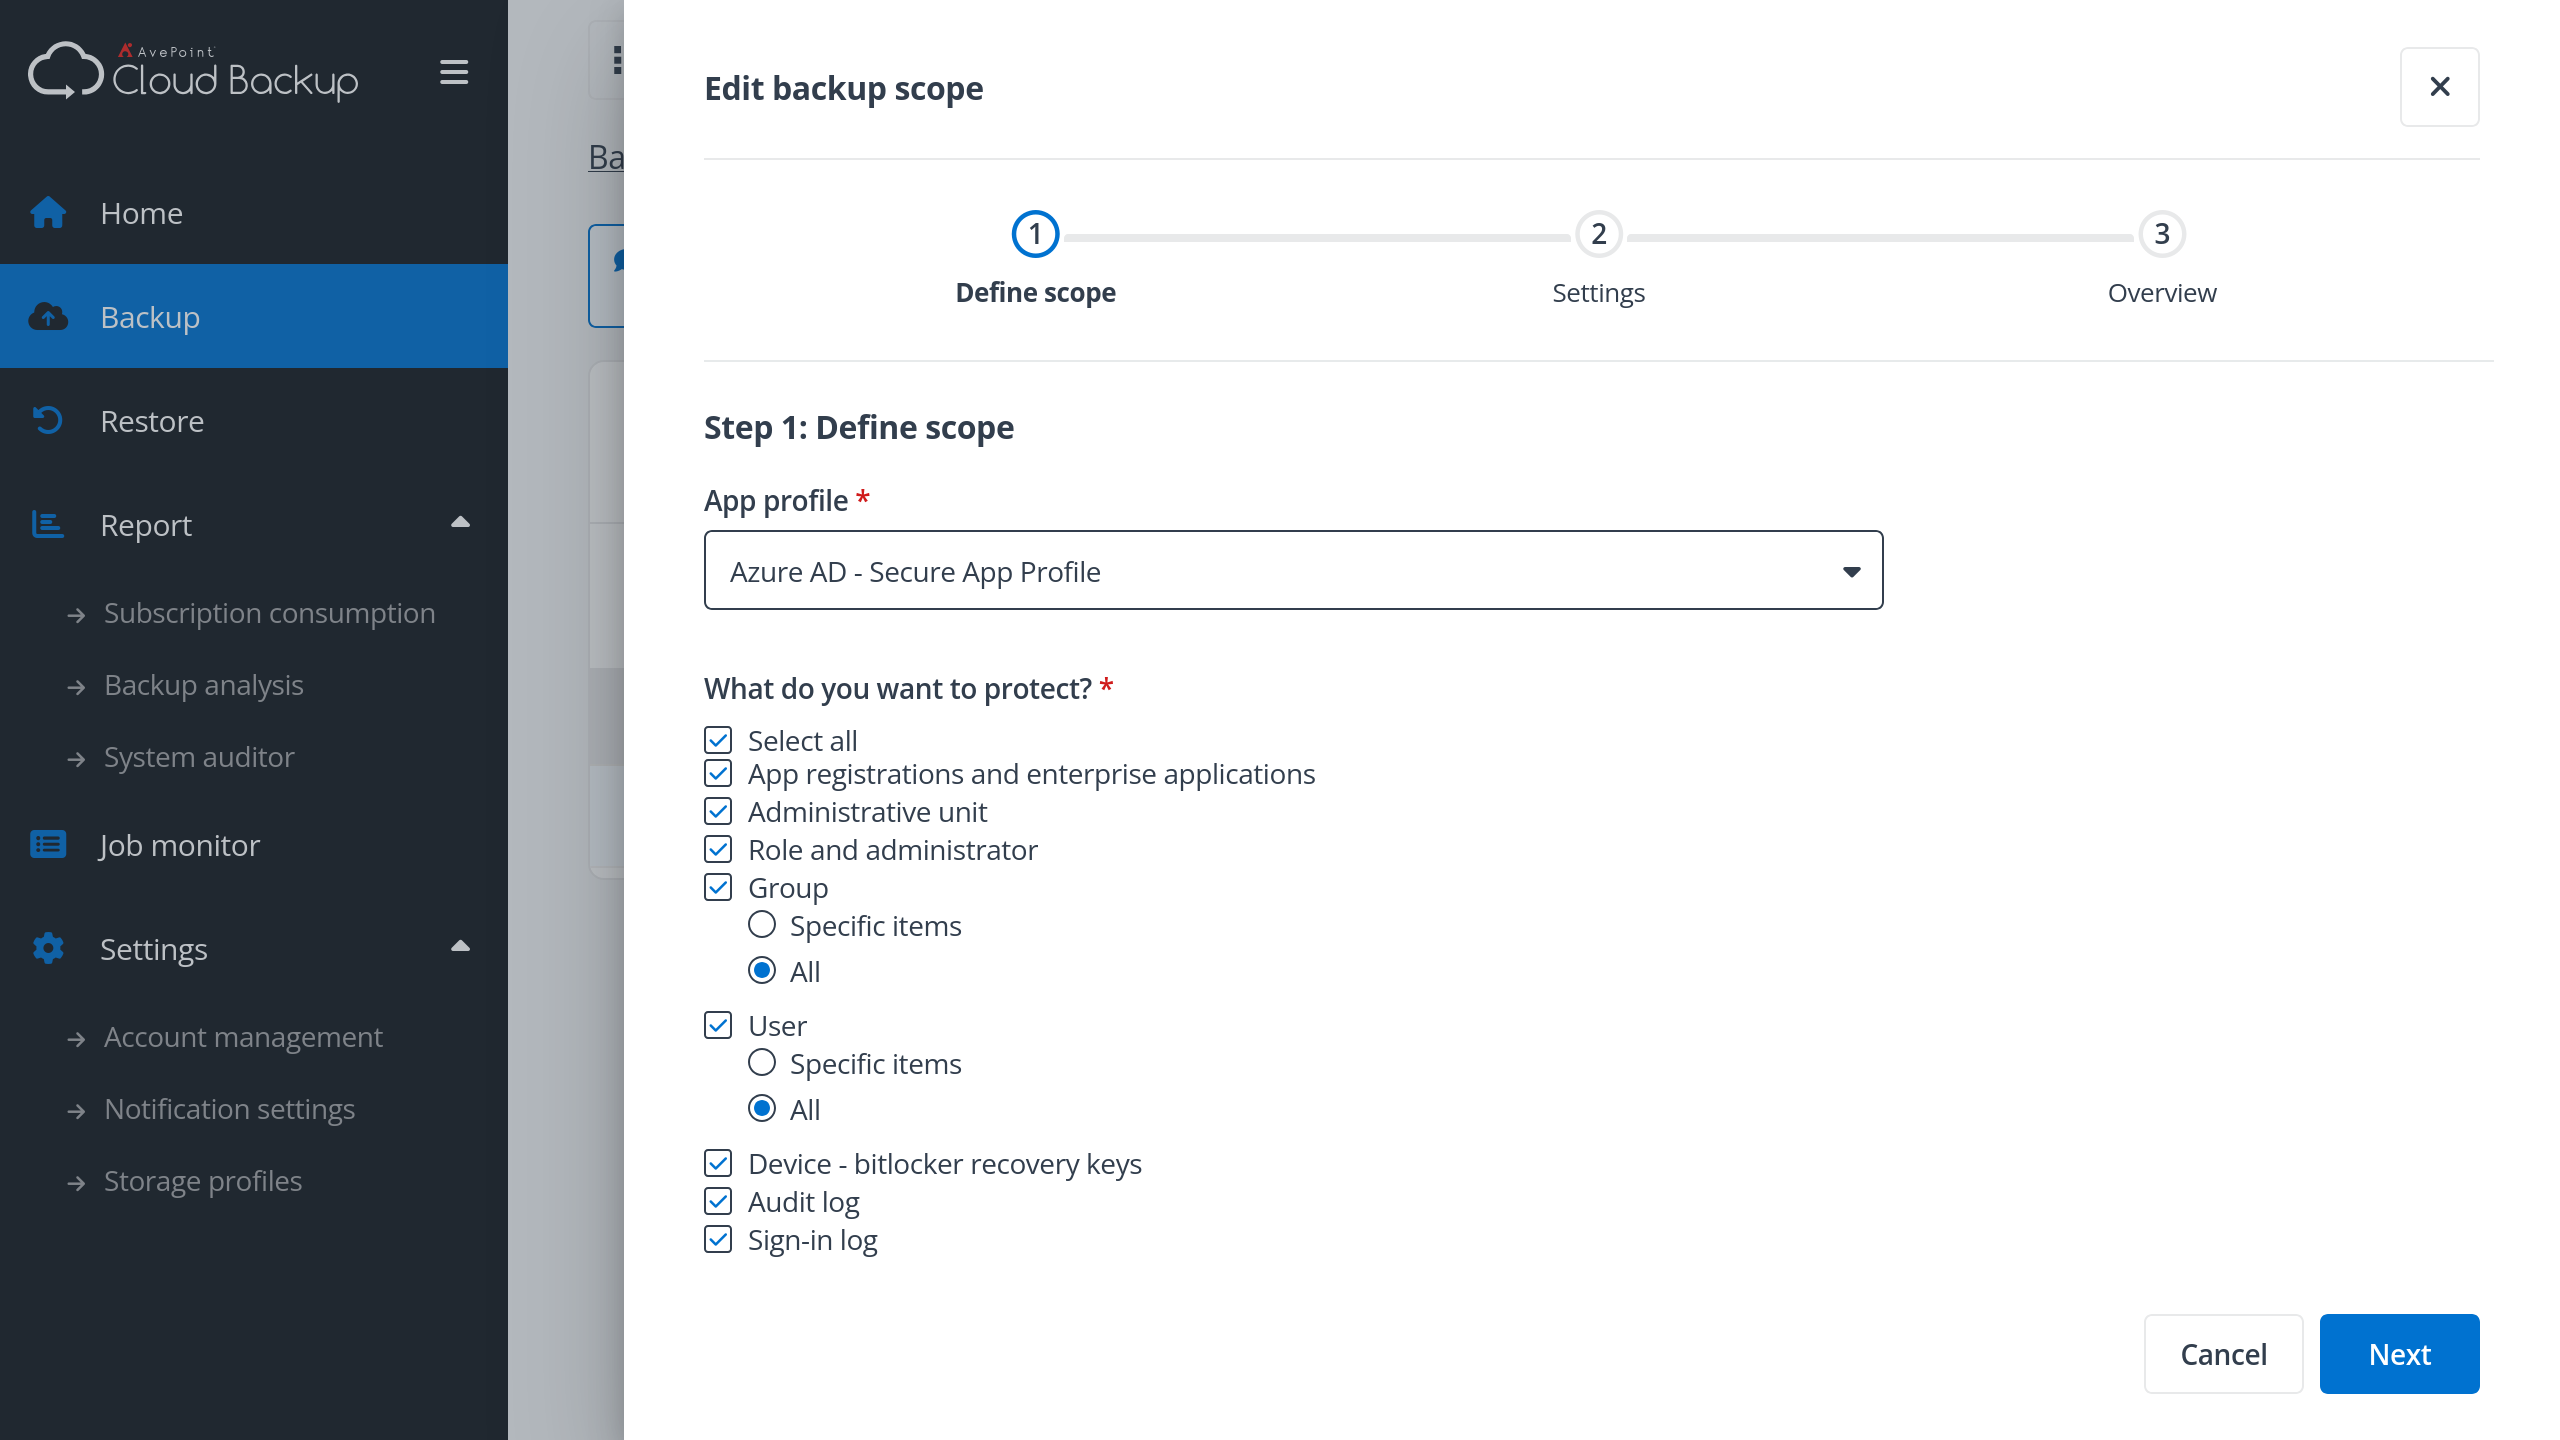 AvePoint
Cloud Backup
Home
Backup
Restore
Report
Subscription consumption
Backup analysis
System auditor
Job monitor
Settings
Account management
Notification settings
Storage profiles
Ba
Edit backup scope
1
2
3
Define scope
Settings
Overview
Step 1: Define scope
App profile *
Azure AD - Secure App Profile
What do you want to protect? *
Select all
App registrations and enterprise applications
Administrative unit
Role and administrator
Group
Specific items
All
User
Specific items
All
Device - bitlocker recovery keys
Audit log
Sign-in log
Cancel
Next